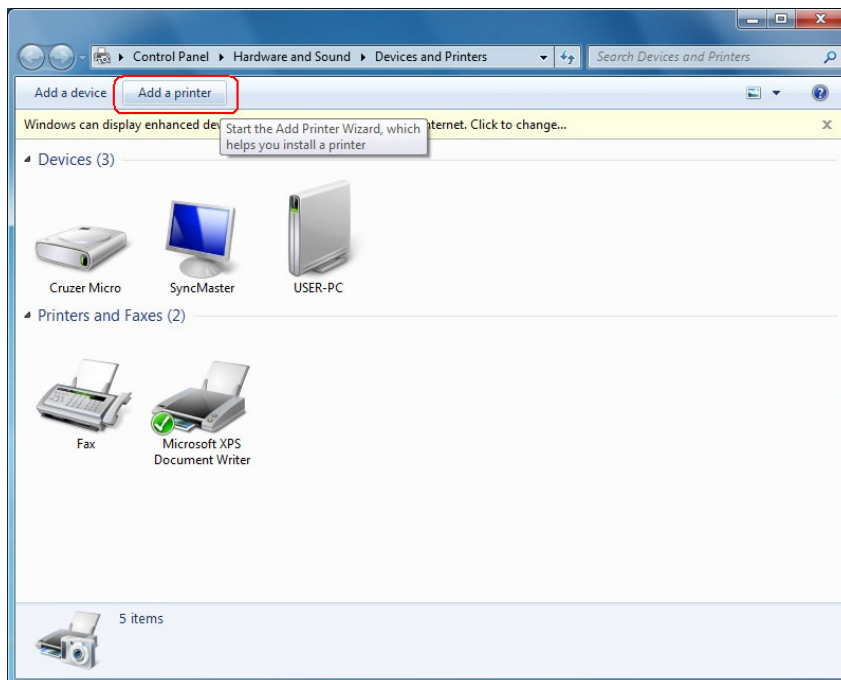 Control Panel ▸ Hardware and Sound ▸ Devices and Printers
Search Devices and Printers
Add a device
Add a printer
Windows can display enhanced
Click to change...
Start the Add Printer Wizard, which
helps you install a printer
Devices (3)
Cruzer Micro
SyncMaster
USER-PC
Printers and Faxes (2)
Fax
Microsoft XPS
Document Writer
5 items